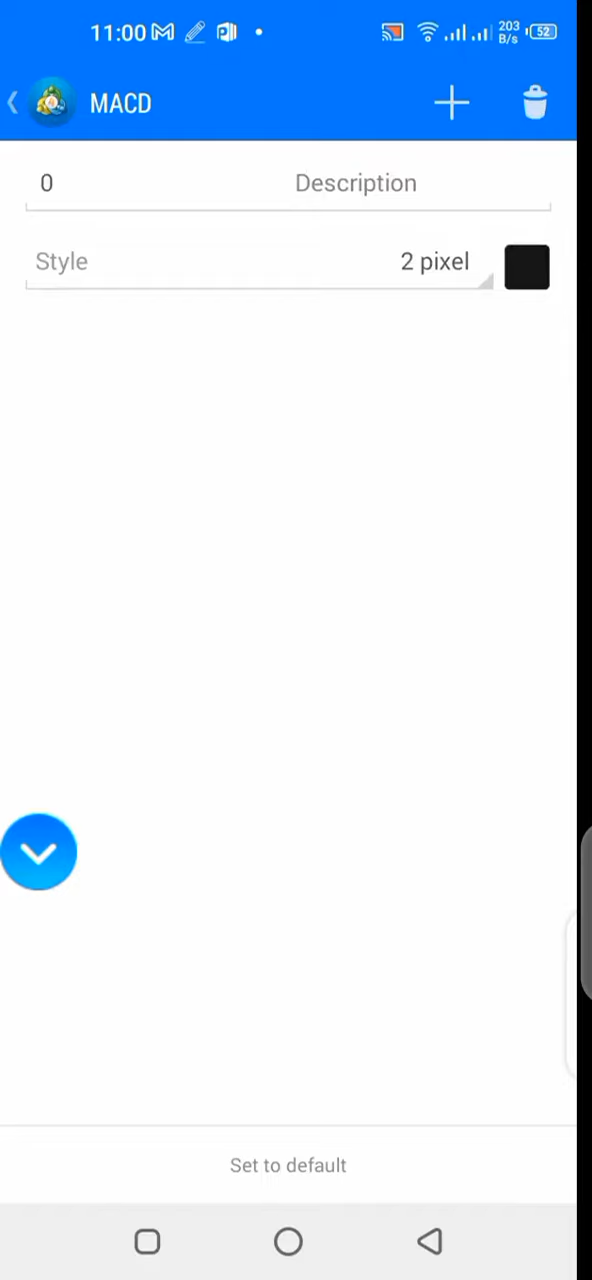 11:00 203 B/s 52
MACD
0 Description
Style 2 pixel
Set to default